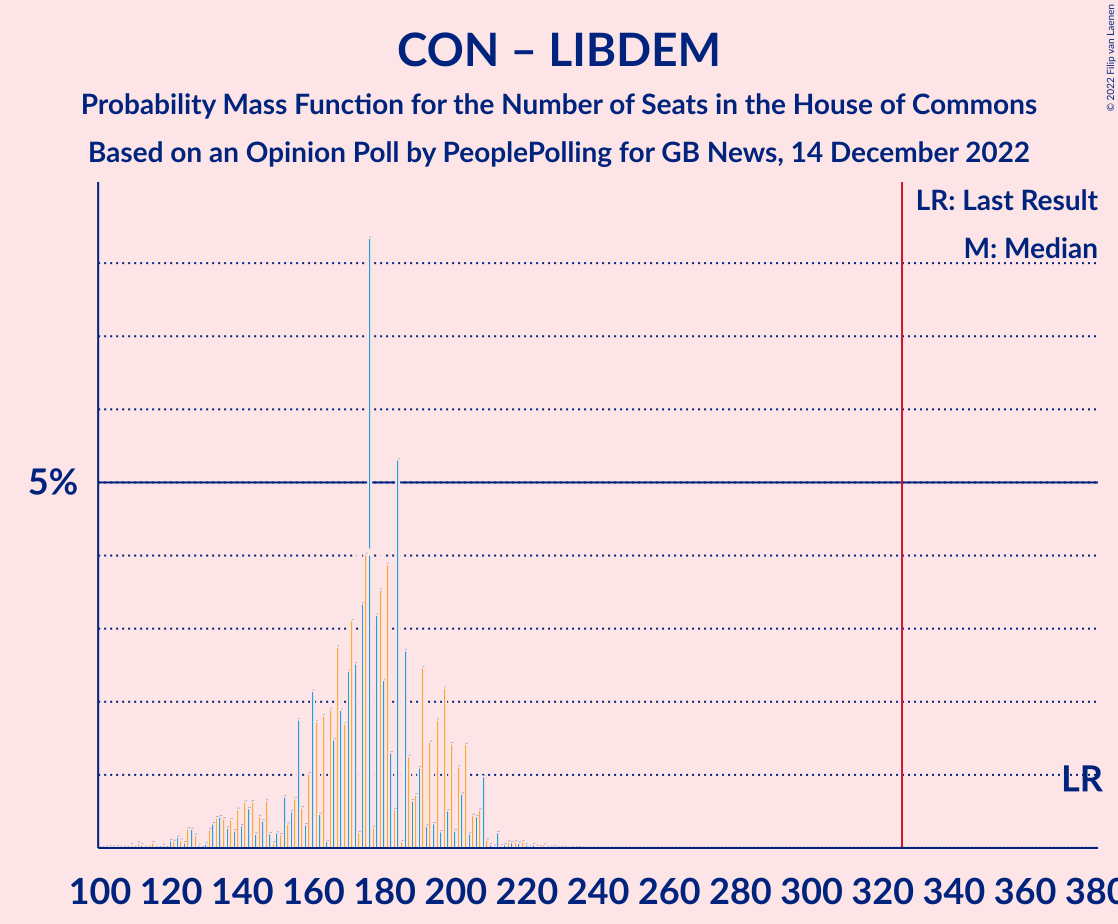 CON – LIBDEM
Probability Mass Function for the Number of Seats in the House of Commons
Based on an Opinion Poll by PeoplePolling for GB News, 14 December 2022
© 2022 Filip van Laenen
LR: Last Result
M: Median
5%
LR
100 120 140 160 180 200 220 240 260 280 300 320 340 360 380